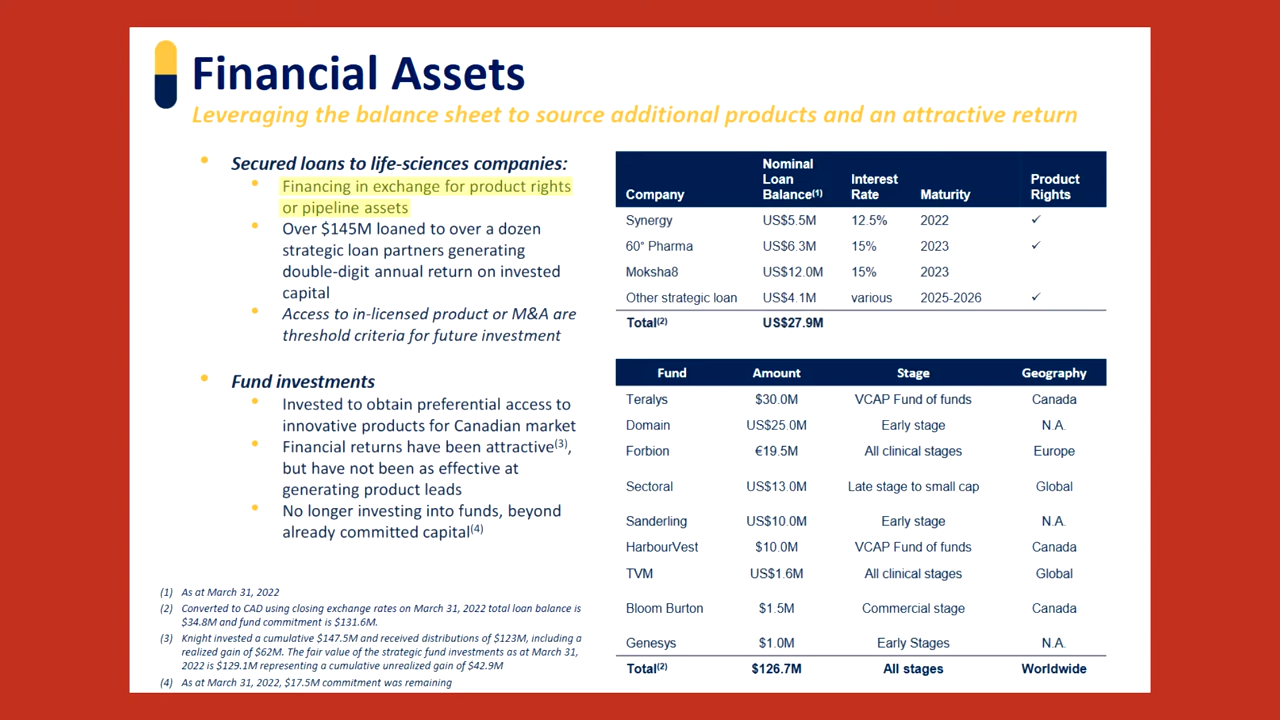 Financial Assets
Leveraging the balance sheet to source additional products and an attractive return
• Secured loans to life-sciences companies:
• Financing in exchange for product rights
or pipeline assets
• Over $145M loaned to over a dozen
strategic loan partners generating
double-digit annual return on invested
capital
• Access to in-licensed product or M&A are
threshold criteria for future investment
• Fund investments
• Invested to obtain preferential access to
innovative products for Canadian market
• Financial returns have been attractive(3),
but have not been as effective at
generating product leads
• No longer investing into funds, beyond
already committed capital(4)
(1) As at March 31, 2022
(2) Converted to CAD using closing exchange rates on March 31, 2022 total loan balance is
$34.8M and fund commitment is $131.6M.
(3) Knight invested a cumulative $147.5M and received distributions of $123M, including a
realized gain of $62M. The fair value of the strategic fund investments as at March 31,
2022 is $129.1M representing a cumulative unrealized gain of $42.9M
(4) As at March 31, 2022, $17.5M commitment was remaining
Company Nominal Loan Balance(1) Interest Rate Maturity Product Rights
Synergy US$5.5M 12.5% 2022 ✓
60° Pharma US$6.3M 15% 2023 ✓
Moksha8 US$12.0M 15% 2023
Other strategic loan US$4.1M various 2025-2026 ✓
Total(2) US$27.9M
Fund Amount Stage Geography
Teralys $30.0M VCAP Fund of funds Canada
Domain US$25.0M Early stage N.A.
Forbion €19.5M All clinical stages Europe
Sectoral US$13.0M Late stage to small cap Global
Sanderling US$10.0M Early stage N.A.
HarbourVest $10.0M VCAP Fund of funds Canada
TVM US$1.6M All clinical stages Global
Bloom Burton $1.5M Commercial stage Canada
Genesys $1.0M Early Stages N.A.
Total(2) $126.7M All stages Worldwide